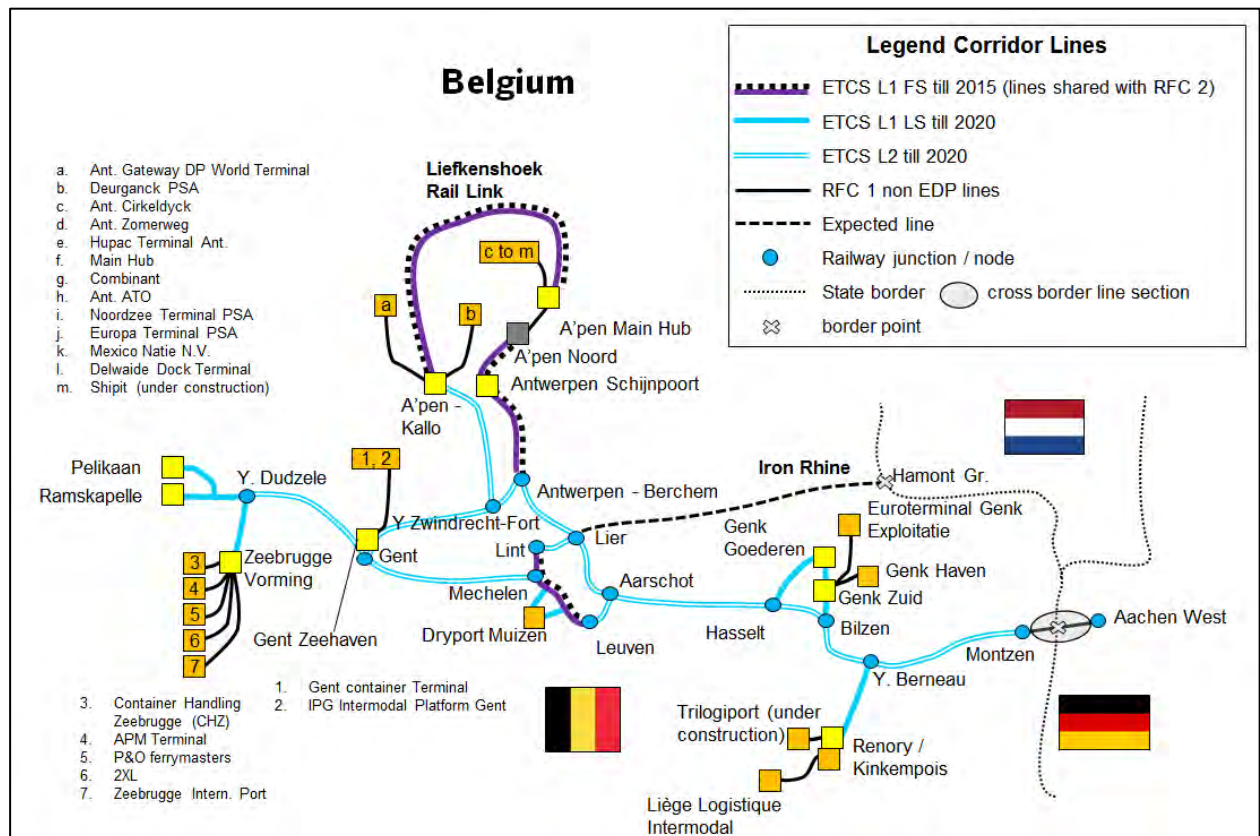 Belgium
Legend Corridor Lines
ETCS L1 FS till 2015 (lines shared with RFC 2)
ETCS L1 LS till 2020
ETCS L2 till 2020
RFC 1 non EDP lines
Expected line
Railway junction / node
State border
cross border line section
border point
a. Ant. Gateway DP World Terminal
b. Deurganck PSA
c. Ant. Cirkeldyck
d. Ant. Zomerweg
e. Hupac Terminal Ant.
f. Main Hub
g. Combinant
h. Ant. ATO
i. Noordzee Terminal PSA
j. Europa Terminal PSA
k. Mexico Natie N.V.
l. Delwaide Dock Terminal
m. Shipit (under construction)
Liefkenshoek
Rail Link
c to m
a
b
A'pen Main Hub
A'pen Noord
Antwerpen Schijnpoort
A'pen -
Kallo
Pelikaan
Ramskapelle
Y. Dudzele
1, 2
Antwerpen - Berchem
Iron Rhine
Hamont Gr.
Y Zwindrecht-Fort
Lier
Euroterminal Genk
Exploitatie
Genk
Goederen
Genk Haven
Genk Zuid
3
4
5
6
7
Zeebrugge
Vorming
Gent
Lint
Mechelen
Aarschot
Gent Zeehaven
Dryport Muizen
Leuven
Hasselt
Bilzen
Montzen
Aachen West
Y. Berneau
1. Gent container Terminal
2. IPG Intermodal Platform Gent
3. Container Handling
Zeebrugge (CHZ)
4. APM Terminal
5. P&O ferrymasters
6. 2XL
7. Zeebrugge Intern. Port
Trilogiport (under
construction)
Renory /
Kinkempois
Liège Logistique
Intermodal